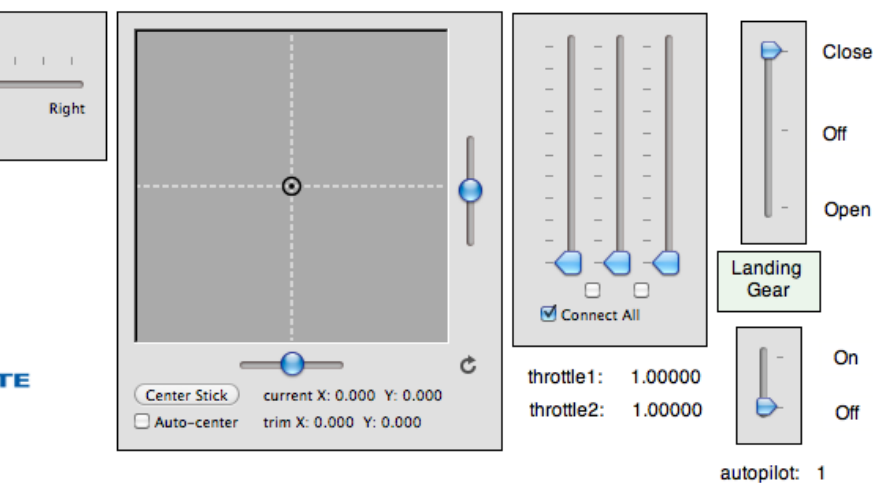 Right
TE
Center Stick
current X: 0.000 Y: 0.000
Auto-center
trim X: 0.000 Y: 0.000
Connect All
throttle1: 1.00000
throttle2: 1.00000
Close
Off
Open
Landing
Gear
On
Off
autopilot: 1